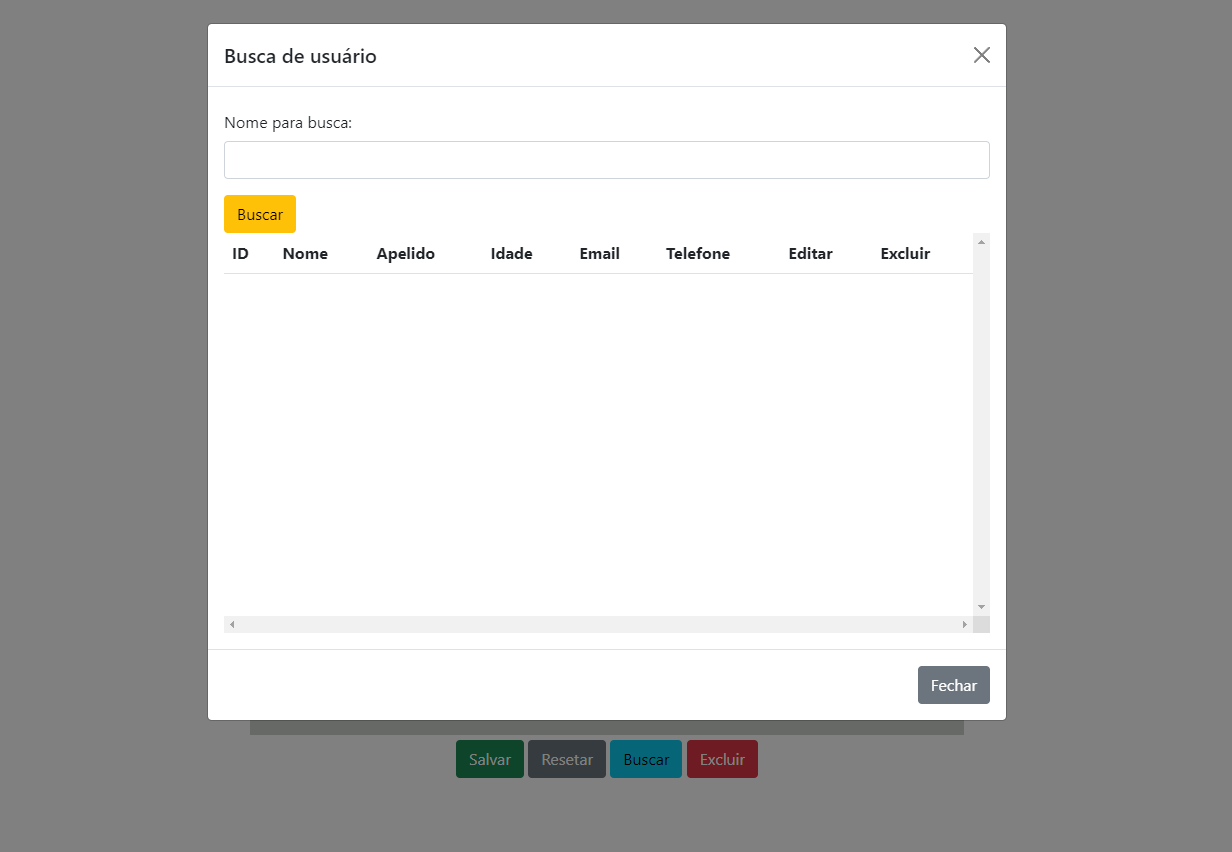 Busca de usuário
Nome para busca:
Buscar
ID Nome Apelido Idade Email Telefone Editar Excluir
Fechar
Salvar Resetar Buscar Excluir